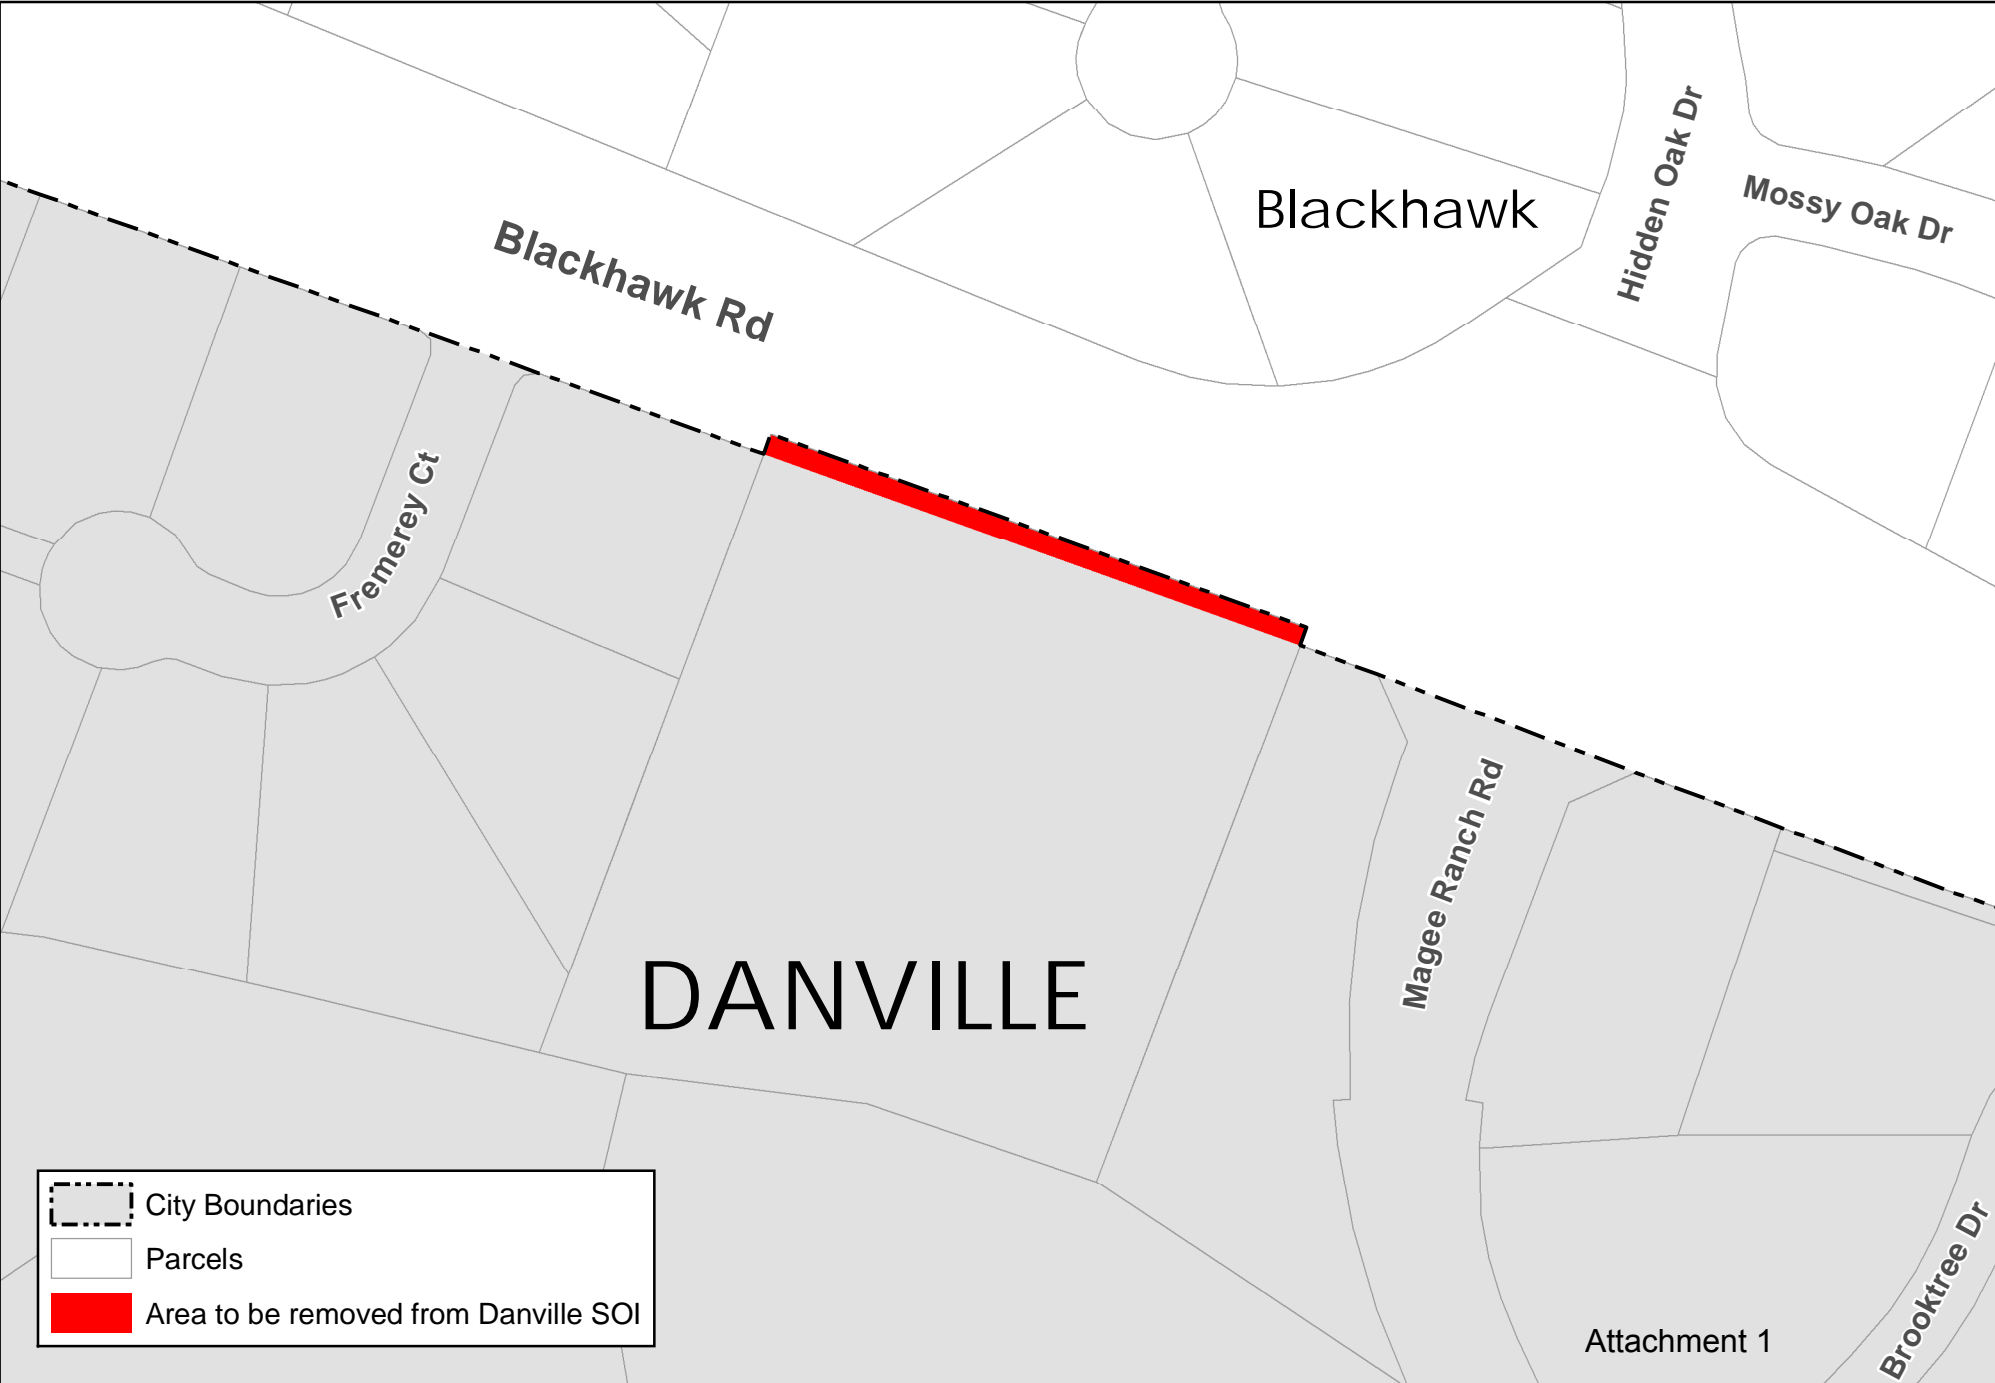 Hidden Oak Dr
Mossy Oak Dr
Blackhawk
Blackhawk Rd
Fremerey Ct
Magee Ranch Rd
DANVILLE
City Boundaries
Parcels
Area to be removed from Danville SOI
Brooktree Dr
Attachment 1